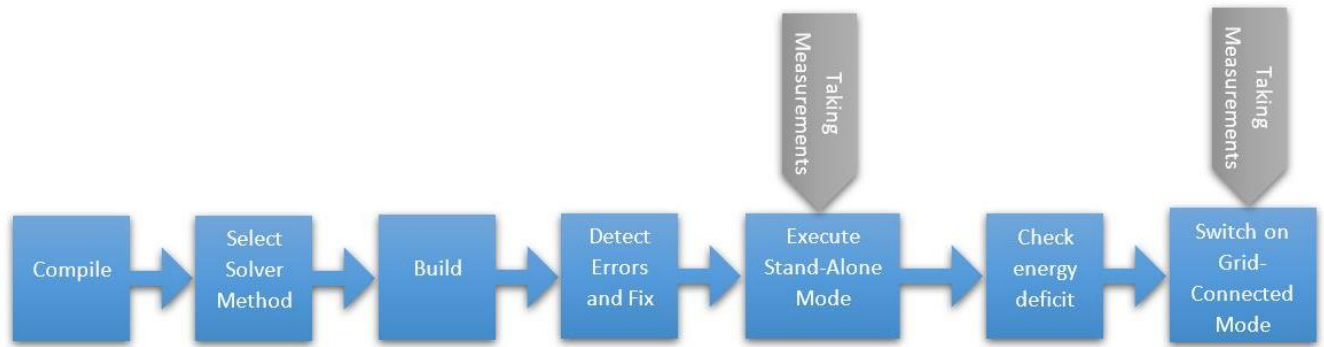 Taking
Measurements
Taking
Measurements
Compile
Select
Solver
Method
Build
Detect
Errors
and Fix
Execute
Stand-Alone
Mode
Check
energy
deficit
Switch on
Grid-
Connected
Mode